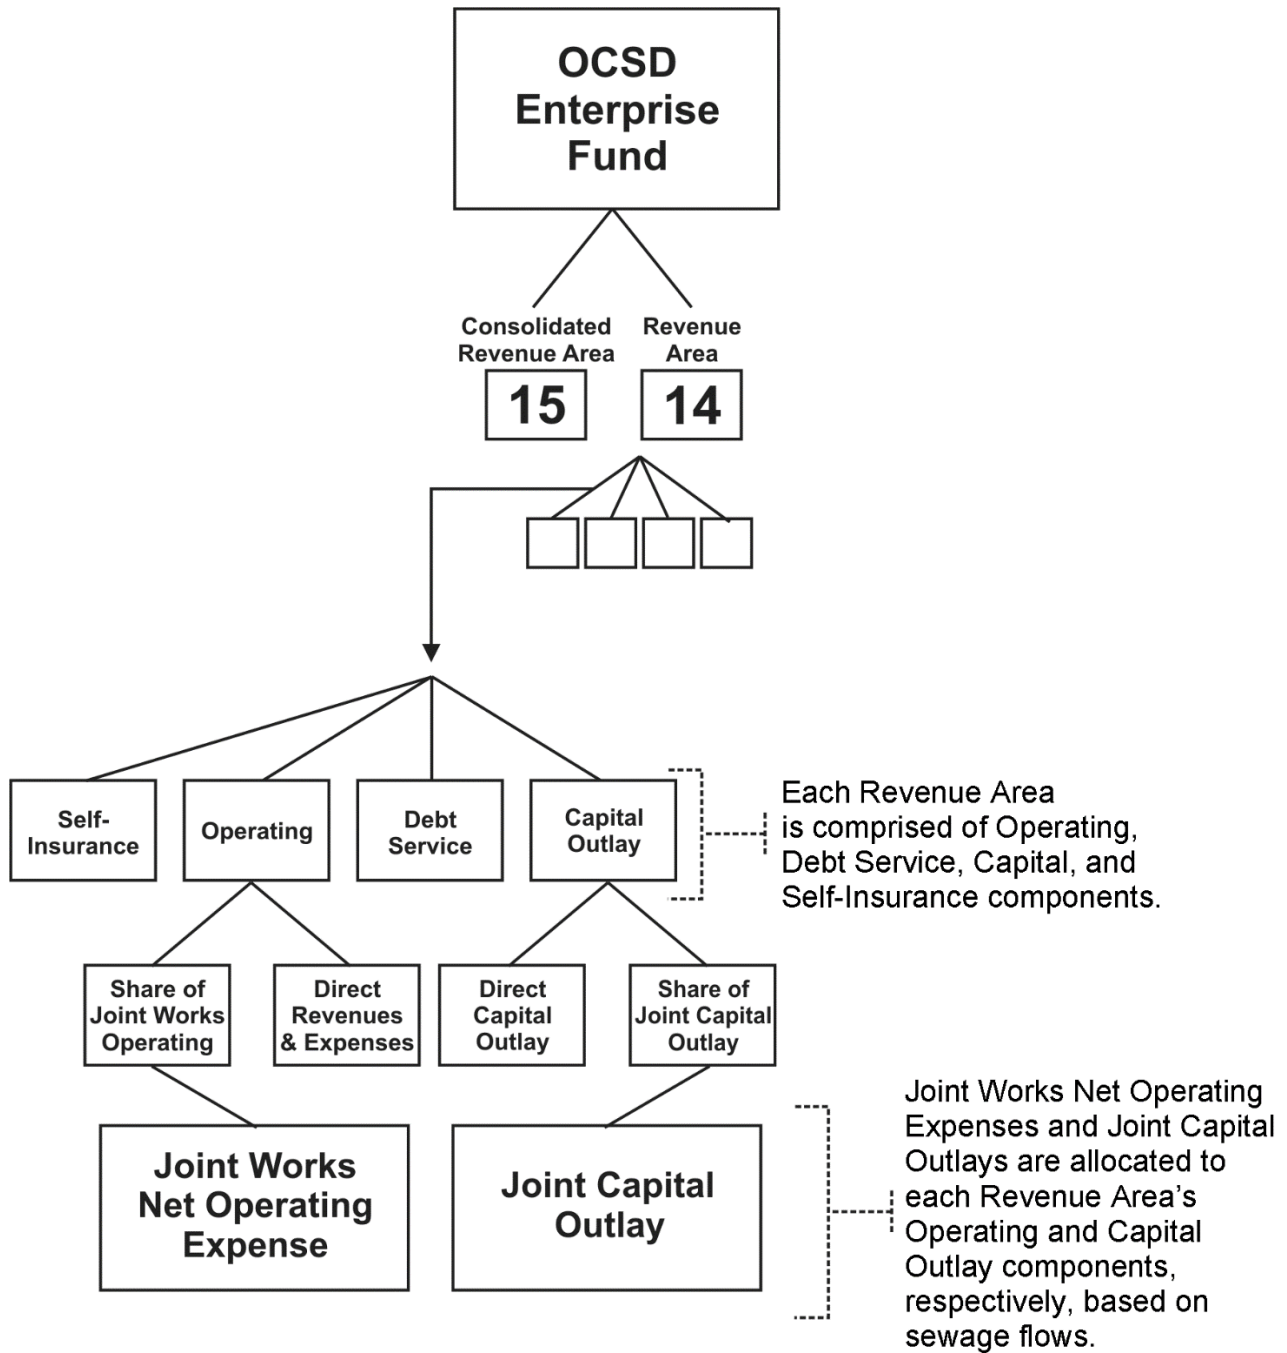 OCSD
Enterprise
Fund
Consolidated
Revenue Area
Revenue
Area
15
14
Self-
Insurance
Operating
Debt
Service
Capital
Outlay
Each Revenue Area
is comprised of Operating,
Debt Service, Capital, and
Self-Insurance components.
Share of
Joint Works
Operating
Direct
Revenues
& Expenses
Direct
Capital
Outlay
Share of
Joint Capital
Outlay
Joint Works
Net Operating
Expense
Joint Capital
Outlay
Joint Works Net Operating
Expenses and Joint Capital
Outlays are allocated to
each Revenue Area’s
Operating and Capital
Outlay components,
respectively, based on
sewage flows.